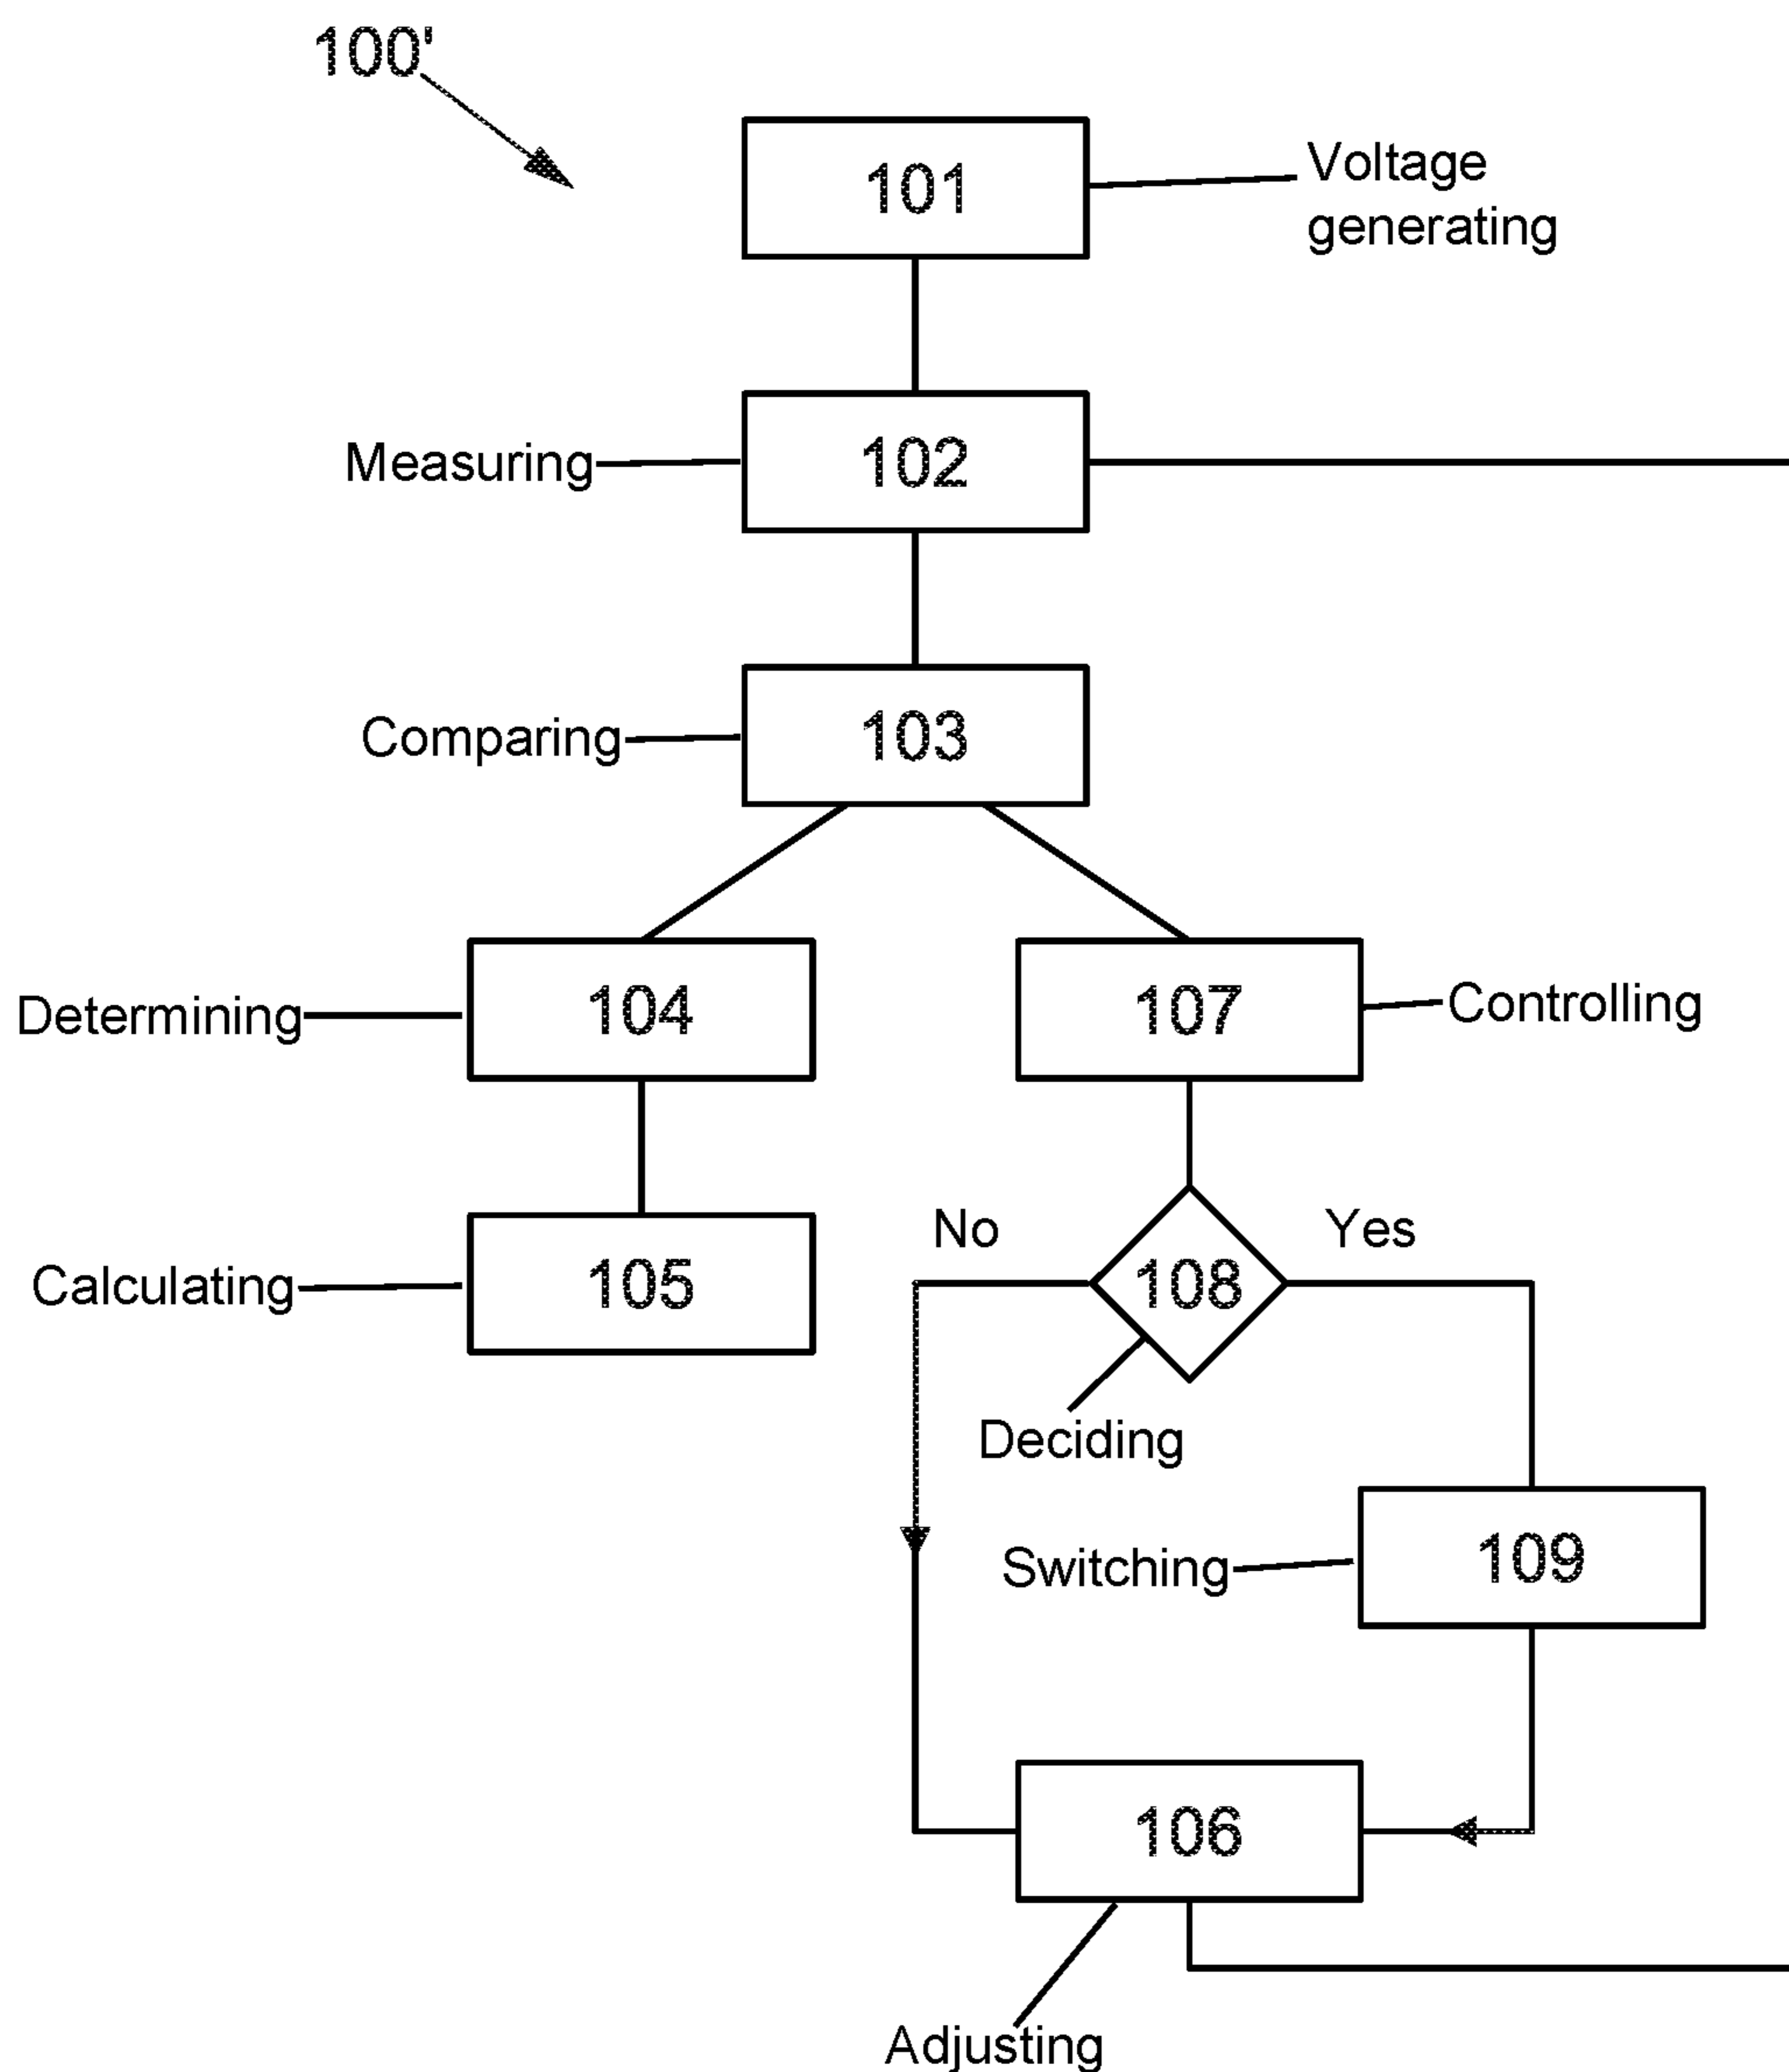 100'
101
Voltage
generating
Measuring
102
Comparing
103
Determining
104
107
Controlling
Calculating
105
No
108
Yes
Deciding
Switching
109
106
Adjusting